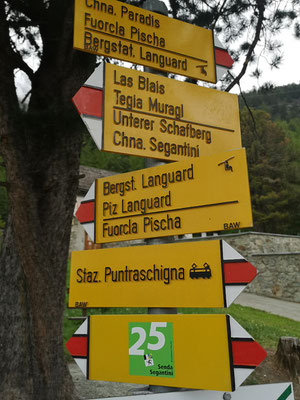 Chna. Paradis
Fuorcla Pischa
Bergstat. Languard
Las Blais
Tegia Muragl
Unterer Schafberg
Chna. Segantini
Bergst. Languard
Piz Languard
Fuorcla Pischa
BAW
Staz. Puntraschigna
BAW
25
Senda
Segantini